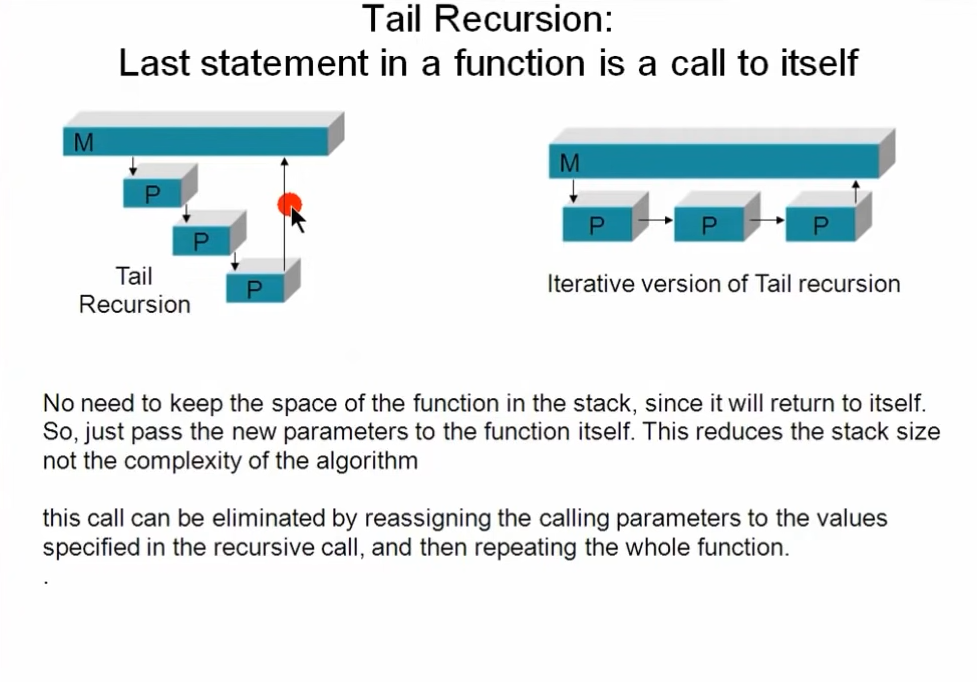 Tail Recursion:
Last statement in a function is a call to itself
M
P
P
P
Tail
Recursion
M
P
P
P
Iterative version of Tail recursion
No need to keep the space of the function in the stack, since it will return to itself.
So, just pass the new parameters to the function itself. This reduces the stack size
not the complexity of the algorithm
this call can be eliminated by reassigning the calling parameters to the values
specified in the recursive call, and then repeating the whole function.
.